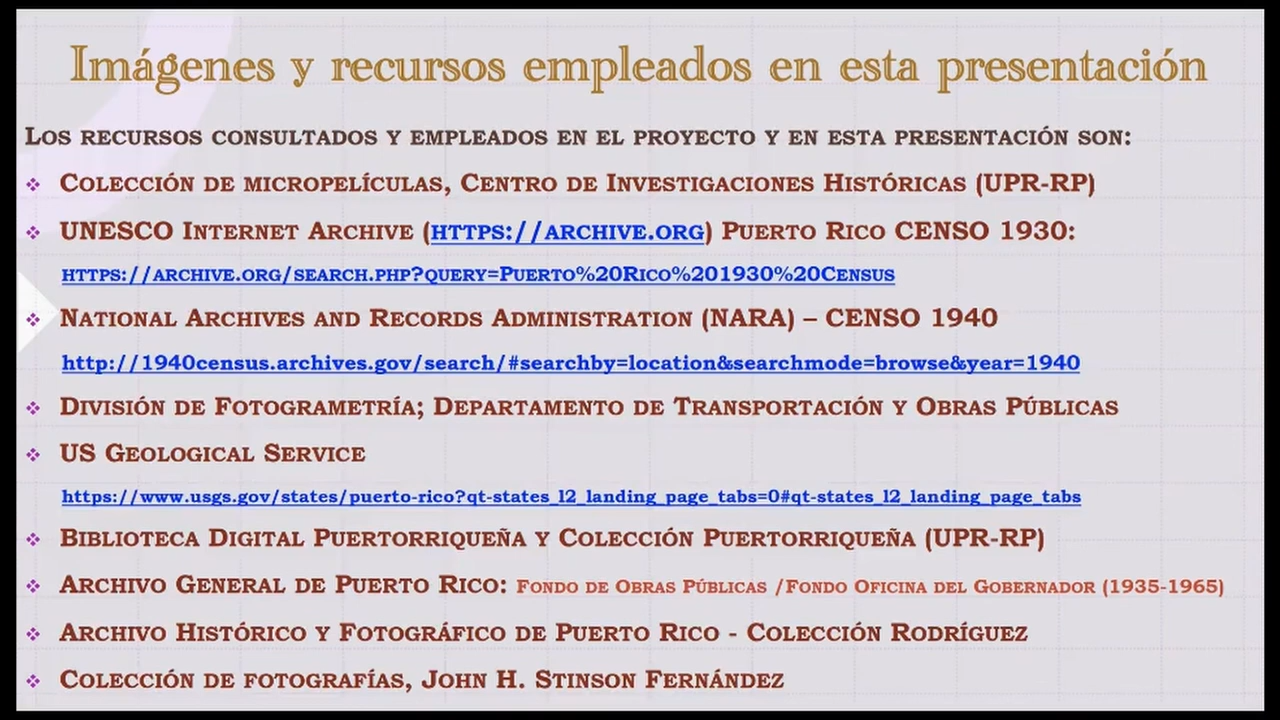 Imágenes y recursos empleados en esta presentación
Los recursos consultados y empleados en el proyecto y en esta presentación son:
❖ Colección de micropelículas, Centro de Investigaciones Históricas (UPR-RP)
❖ UNESCO Internet Archive (https://archive.org) Puerto Rico CENSO 1930:
https://archive.org/search.php?query=Puerto%20Rico%201930%20Census
❖ National Archives and Records Administration (NARA) – CENSO 1940
http://1940census.archives.gov/search/#searchby=location&searchmode=browse&year=1940
❖ División de Fotogrametría; Departamento de Transportación y Obras Públicas
❖ US Geological Service
https://www.usgs.gov/states/puerto-rico?qt-states_l2_landing_page_tabs=0#qt-states_l2_landing_page_tabs
❖ Biblioteca Digital Puertorriqueña y Colección Puertorriqueña (UPR-RP)
❖ Archivo General de Puerto Rico: Fondo de Obras Públicas /Fondo Oficina del Gobernador (1935-1965)
❖ Archivo Histórico y Fotográfico de Puerto Rico - Colección Rodríguez
❖ Colección de fotografías, John H. Stinson Fernández